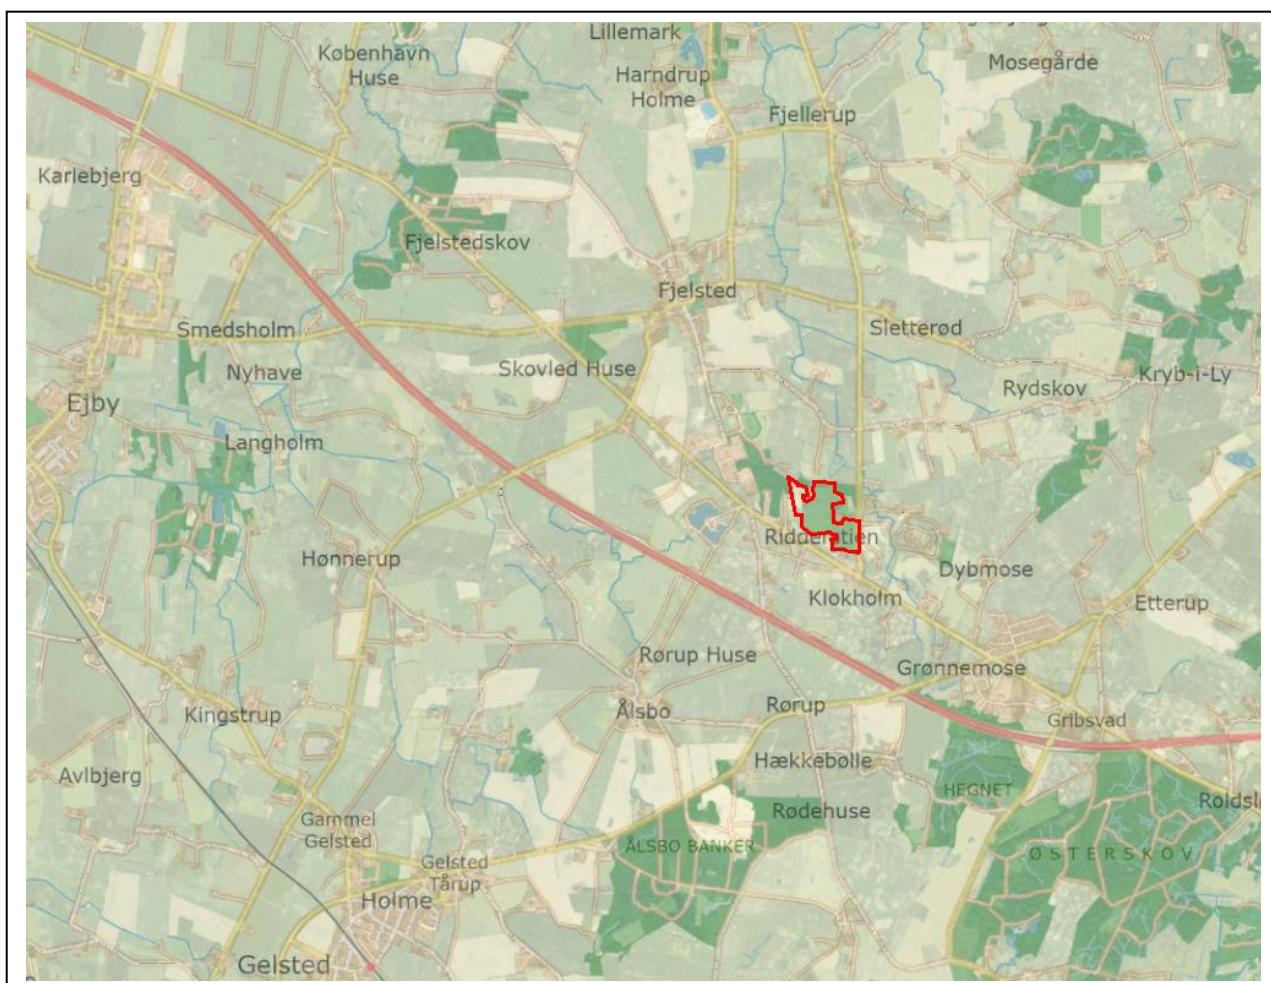 Lillemark
København
Huse
Harndrup
Holme
Mosegårde
Fjellerup
Karlebjerg
Fjelstedskov
Fjelsted
Smedsholm
Sletterød
Skovled Huse
Nyhave
Kryb-i-Ly
Rydskov
Ejby
Langholm
Ridderstien
Hønnerup
Dybmose
Klokholm
Etterup
Rørup Huse
Grønnemose
Kingstrup
Ålsbo
Rørup
Gribsvad
Hækkebølle
Avlbjerg
HEGNET
Rødehuse
Gammel
Gelsted
ÅLSBO BANKER
ØSTERSKOV
Gelsted
Tårup
Holme
Gelsted